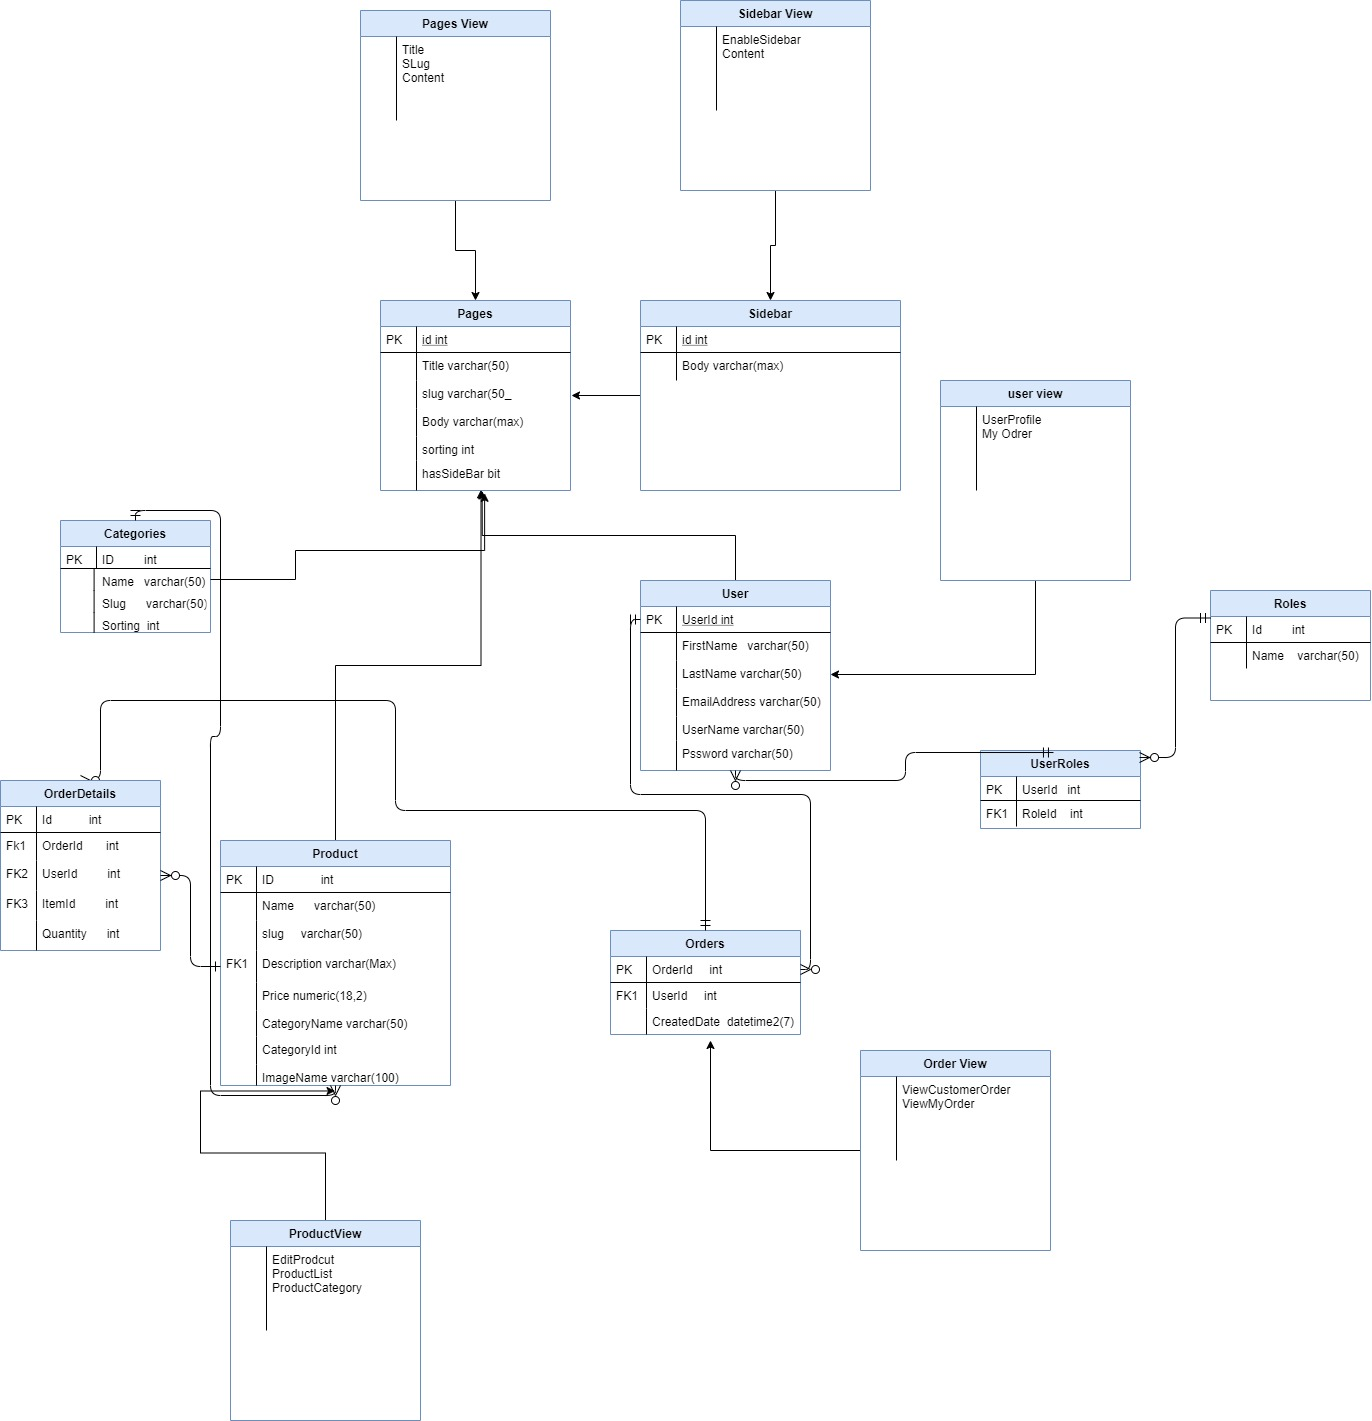 Pages View
Title
SLug
Content
Sidebar View
EnableSidebar
Content
Pages
PK id int
Title varchar(50)
slug varchar(50_
Body varchar(max)
sorting int
hasSideBar bit
Sidebar
PK id int
Body varchar(max)
user view
UserProfile
My Odrer
Categories
PK ID int
Name varchar(50)
Slug varchar(50)
Sorting int
User
PK UserId int
FirstName varchar(50)
LastName varchar(50)
EmailAddress varchar(50)
UserName varchar(50)
Pssword varchar(50)
Roles
PK Id int
Name varchar(50)
UserRoles
PK UserId int
FK1 RoleId int
OrderDetails
PK Id int
Fk1 OrderId int
FK2 UserId int
FK3 ItemId int
Quantity int
Product
PK ID int
Name varchar(50)
slug varchar(50)
FK1 Description varchar(Max)
Price numeric(18,2)
CategoryName varchar(50)
CategoryId int
ImageName varchar(100)
Orders
PK OrderId int
FK1 UserId int
CreatedDate datetime2(7)
Order View
ViewCustomerOrder
ViewMyOrder
ProductView
EditProdcut
ProductList
ProductCategory